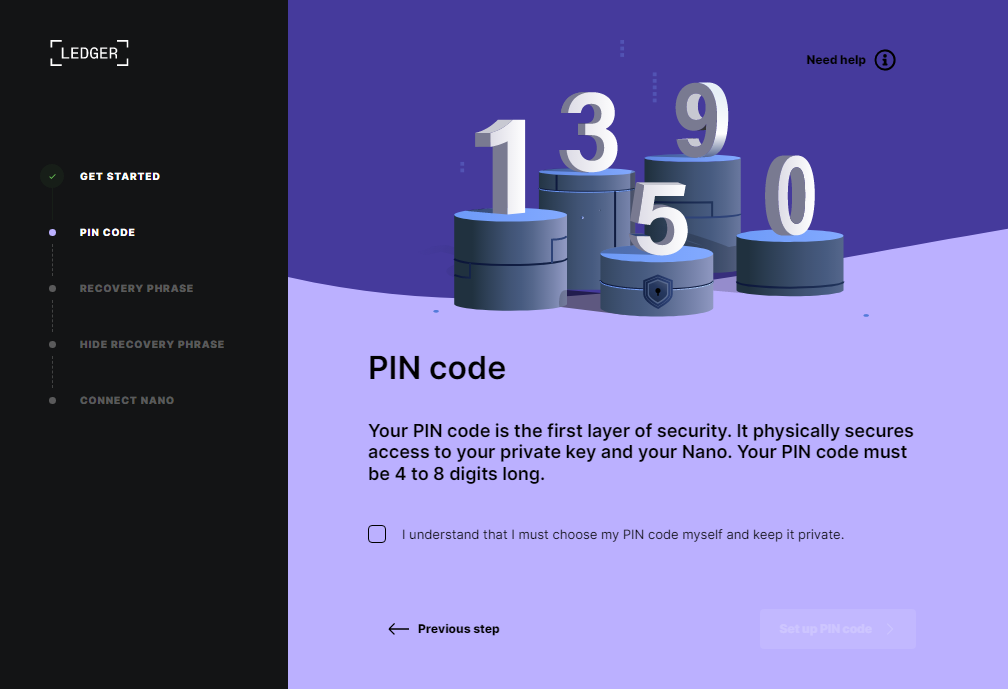 LEDGER
Need help
GET STARTED
PIN CODE
RECOVERY PHRASE
HIDE RECOVERY PHRASE
CONNECT NANO
1 3 5 9 0
PIN code
Your PIN code is the first layer of security. It physically secures
access to your private key and your Nano. Your PIN code must
be 4 to 8 digits long.
I understand that I must choose my PIN code myself and keep it private.
Previous step
Set up PIN code